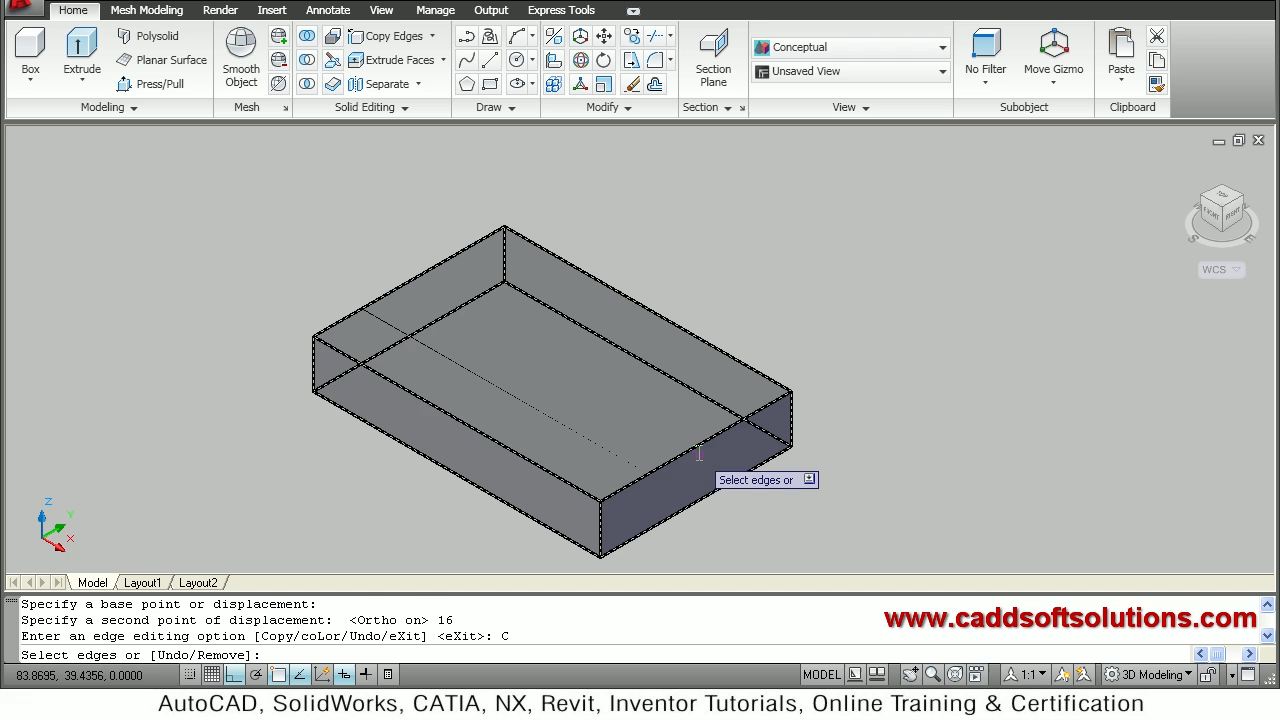 Home Mesh Modeling Render Insert Annotate View Manage Output Express Tools
Box
Extrude
Polysolid
Planar Surface
Press/Pull
Modeling
Smooth
Object
Mesh
Copy Edges
Extrude Faces
Separate
Solid Editing
Draw
Modify
Section
Plane
Section
Conceptual
Unsaved View
View
No Filter
Move Gizmo
Subobject
Paste
Clipboard
TOP
FRONT
RIGHT
S
E
WCS
Select edges or
Z
Y
X
Model Layout1 Layout2
Specify a base point or displacement:
Specify a second point of displacement: <Ortho on> 16
Enter an edge editing option [Copy/coLor/Undo/eXit] <eXit>: C
Select edges or [Undo/Remove]:
www.caddsoftsolutions.com
83.8695, 39.4356, 0.0000
MODEL
1:1
3D Modeling
AutoCAD, SolidWorks, CATIA, NX, Revit, Inventor Tutorials, Online Training & Certification